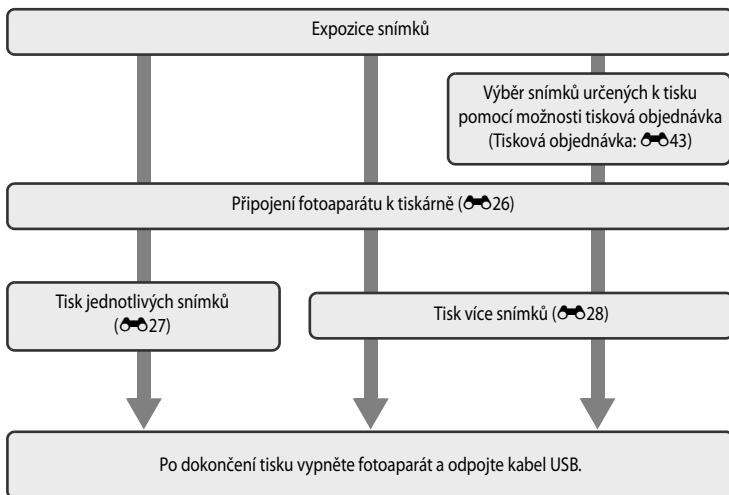 Expozice snímků
Výběr snímků určených k tisku
pomocí možnosti tisková objednávka
(Tisková objednávka: 43)
Připojení fotoaparátu k tiskárně (26)
Tisk jednotlivých snímků
(27)
Tisk více snímků (28)
Po dokončení tisku vypněte fotoaparát a odpojte kabel USB.